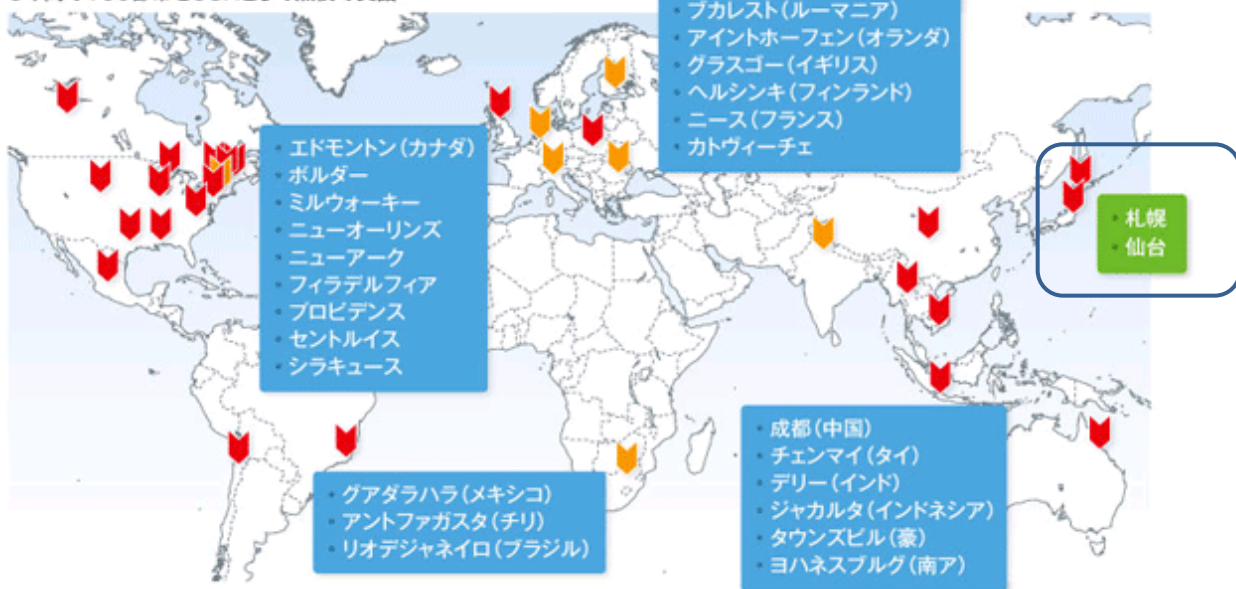 ブカレスト(ルーマニア)
アイントホーフェン(オランダ)
グラスゴー(イギリス)
ヘルシンキ(フィンランド)
ニース(フランス)
カトヴィーチェ
エドモントン(カナダ)
ボルダー
ミルウォーキー
ニューオーリンズ
ニューアーク
フィラデルフィア
プロビデンス
セントルイス
シラキュース
札幌
仙台
グアダラハラ(メキシコ)
アントファガスタ(チリ)
リオデジャネイロ(ブラジル)
成都(中国)
チェンマイ(タイ)
デリー(インド)
ジャカルタ(インドネシア)
タウンズビル(豪)
ヨハネスブルグ(南ア)